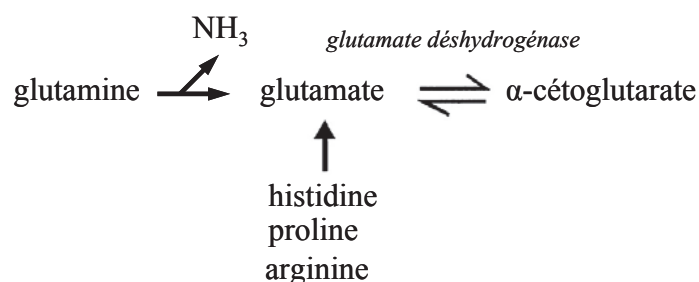 NH3
glutamate déshydrogénase
glutamine glutamate α-cétoglutarate
histidine
proline
arginine